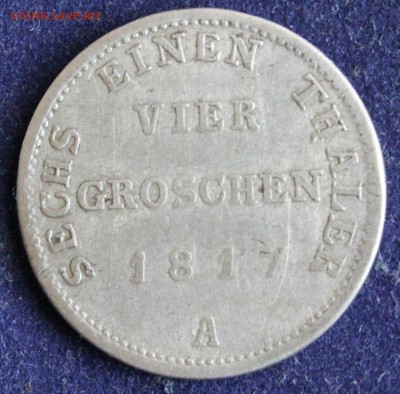 SECHS EINEN THALER
VIER
GROSCHEN
1817
A